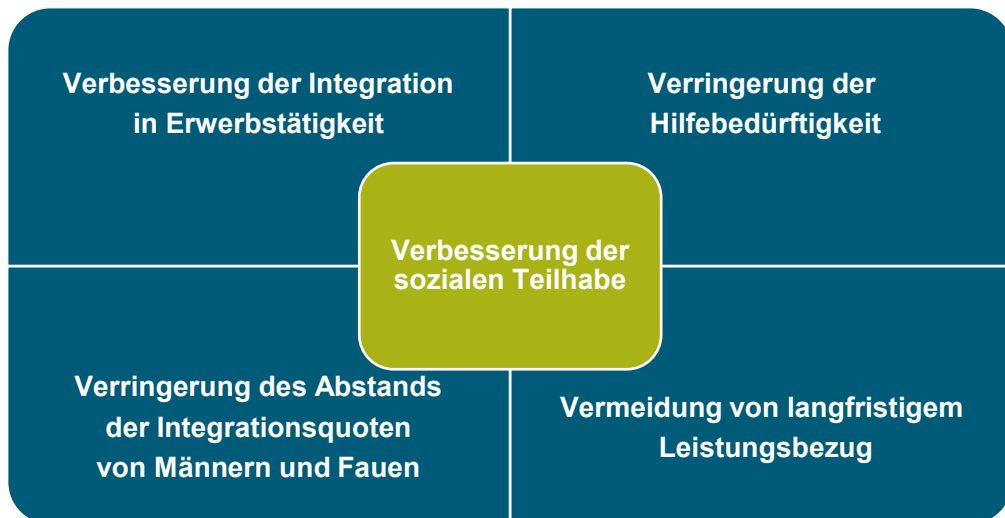 Verbesserung der Integration
in Erwerbstätigkeit
Verringerung der
Hilfebedürftigkeit
Verbesserung der
sozialen Teilhabe
Verringerung des Abstands
der Integrationsquoten
von Männern und Fauen
Vermeidung von langfristigem
Leistungsbezug